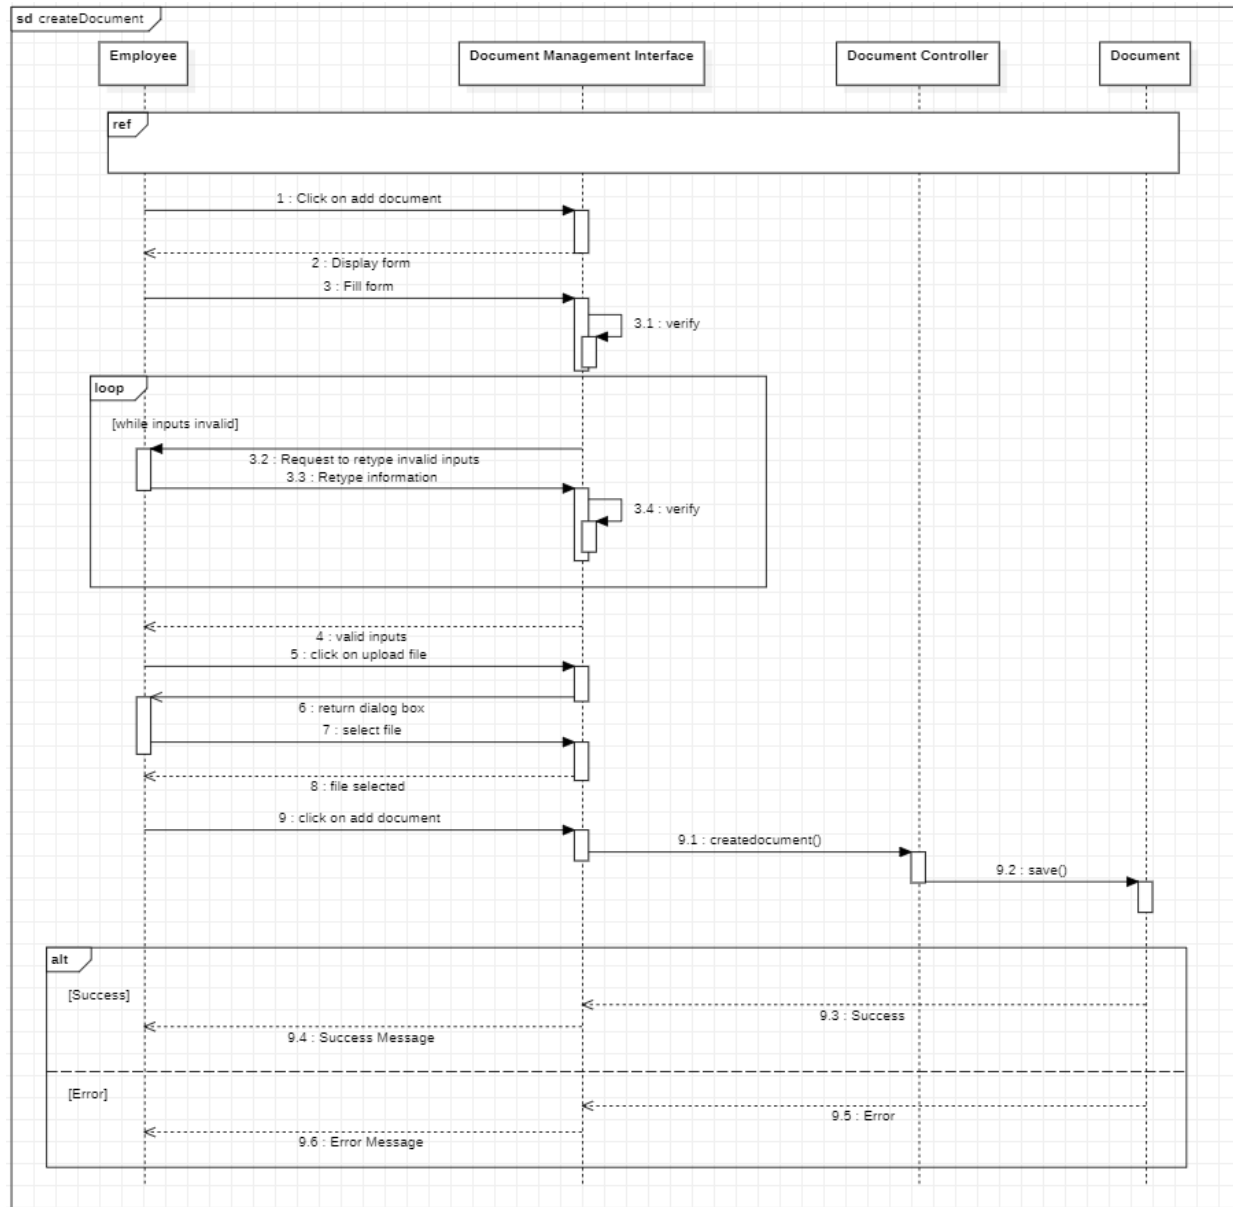 sd createDocument
Employee
Document Management Interface
Document Controller
Document
ref
1 : Click on add document
2 : Display form
3 : Fill form
3.1 : verify
loop
[while inputs invalid]
3.2 : Request to retype invalid inputs
3.3 : Retype information
3.4 : verify
4 : valid inputs
5 : click on upload file
6 : return dialog box
7 : select file
8 : file selected
9 : click on add document
9.1 : createdocument()
9.2 : save()
alt
[Success]
9.3 : Success
9.4 : Success Message
[Error]
9.5 : Error
9.6 : Error Message